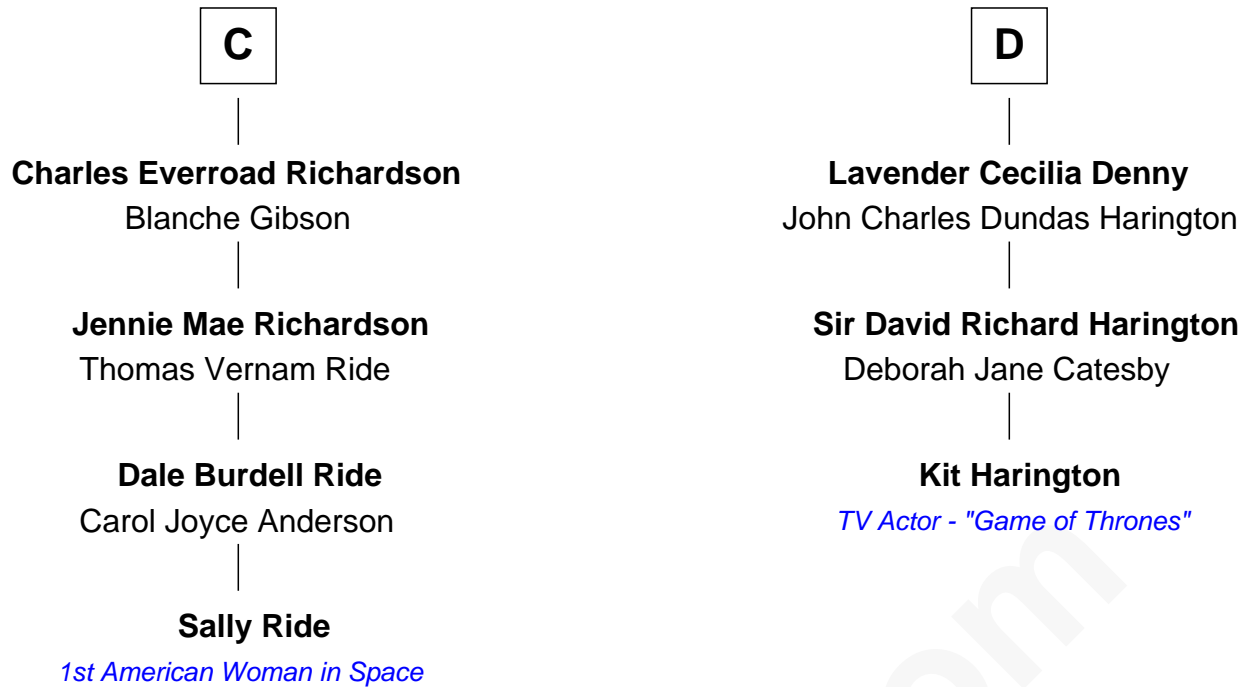 C
Charles Everroad Richardson
Blanche Gibson
Jennie Mae Richardson
Thomas Vernam Ride
Dale Burdell Ride
Carol Joyce Anderson
Sally Ride
1st American Woman in Space
D
Lavender Cecilia Denny
John Charles Dundas Harington
Sir David Richard Harington
Deborah Jane Catesby
Kit Harington
TV Actor - "Game of Thrones"
om